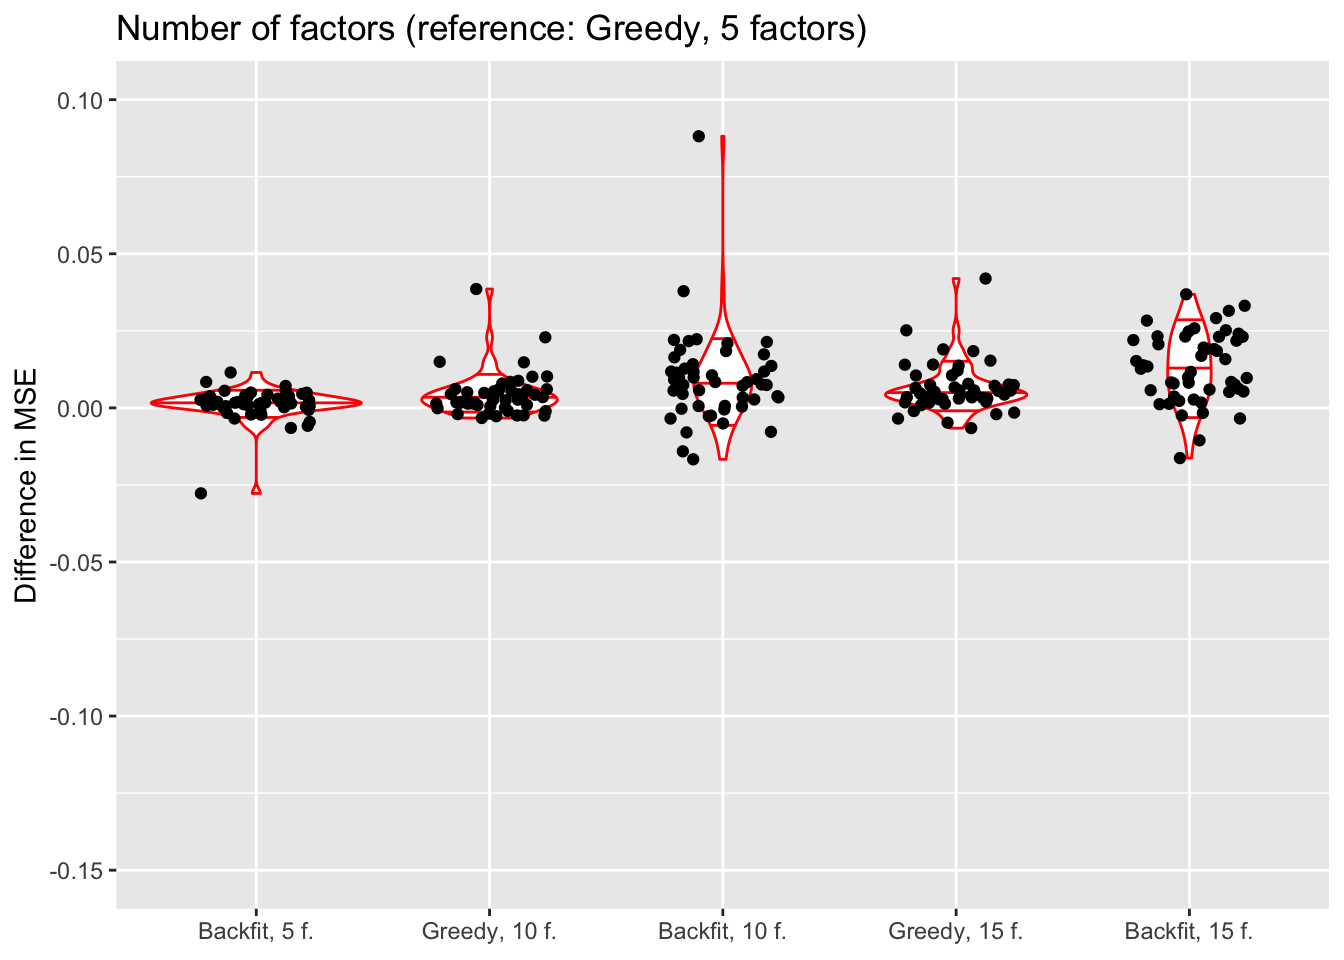 Number of factors (reference: Greedy, 5 factors)
Difference in MSE
0.10
0.05
0.00
-0.05
-0.10
-0.15
Backfit, 5 f. Greedy, 10 f. Backfit, 10 f. Greedy, 15 f. Backfit, 15 f.